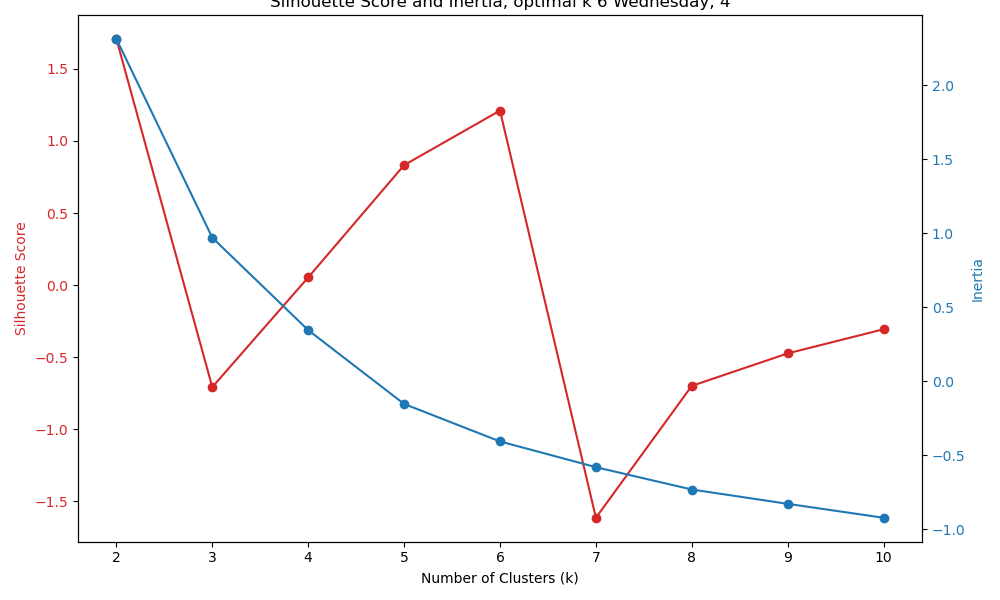 Silhouette Score and Inertia, optimal k 6 Wednesday, 4
1.5
1.0
0.5
0.0
−0.5
−1.0
−1.5
Silhouette Score
2.0
1.5
1.0
0.5
0.0
−0.5
−1.0
Inertia
2 3 4 5 6 7 8 9 10
Number of Clusters (k)